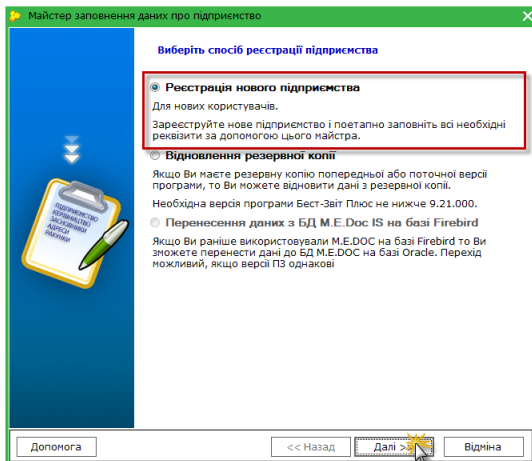 Майстер заповнення даних про підприємство
Виберіть спосіб реєстрації підприємства
Реєстрація нового підприємства
Для нових користувачів.
Зареєструйте нове підприємство і поетапно заповніть всі необхідні
реквізити за допомогою цього майстра.
Відновлення резервної копії
Якщо Ви маєте резервну копію попередньої або поточної версії
програми, то Ви можете відновити дані з резервної копії.
Необхідна версія програми Бест-Звіт Плюс не нижче 9.21.000.
Перенесення даних з БД M.E.Doc IS на базі Firebird
Якщо Ви раніше використовували M.E.DOC на базі Firebird то Ви
зможете перенести дані до БД M.E.DOC на базі Oracle. Перехід
можливий, якщо версії ПЗ однакові
ПІДПРИЄМСТВО
КЕРІВНИЦТВО
ЗАСНОВНИКИ
АДРЕСИ
РАХУНКИ
Допомога
<< Назад
Далі >
Відміна